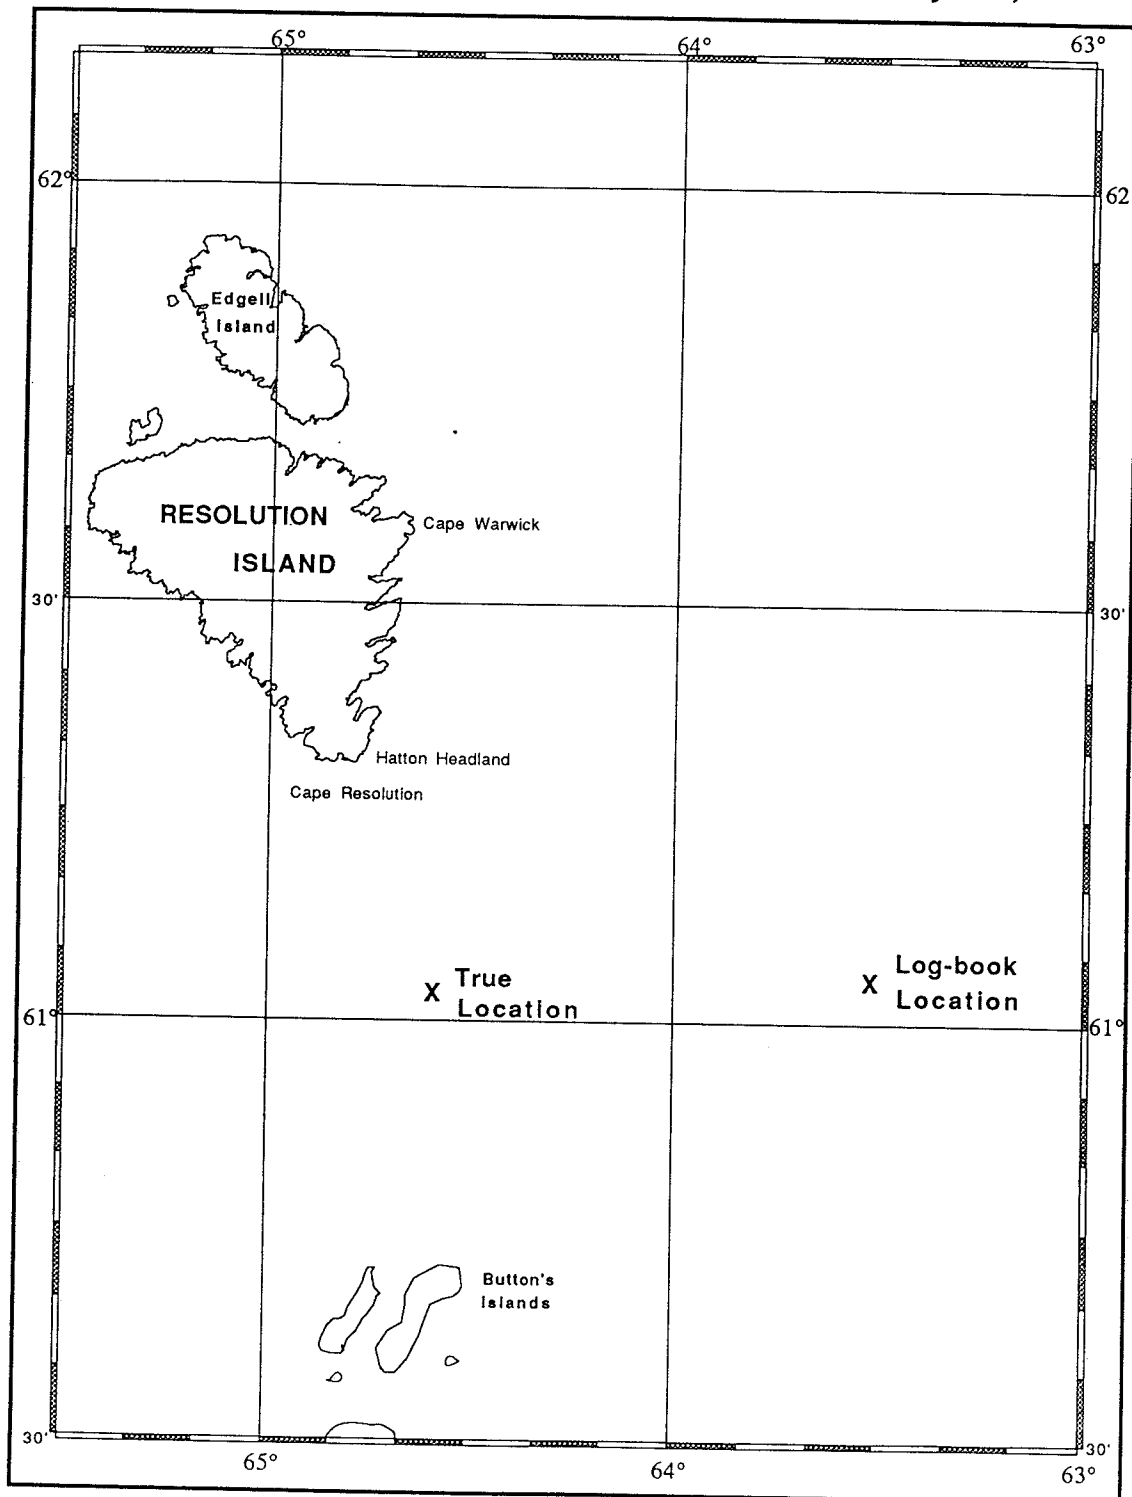 65°
64°
63°
62°
62
Edgell
Island
RESOLUTION
Cape Warwick
ISLAND
30'
30'
Hatton Headland
Cape Resolution
True
Location
X
Log-book
Location
X
61°
61°
Button's
Islands
30'
30'
65°
64°
63°